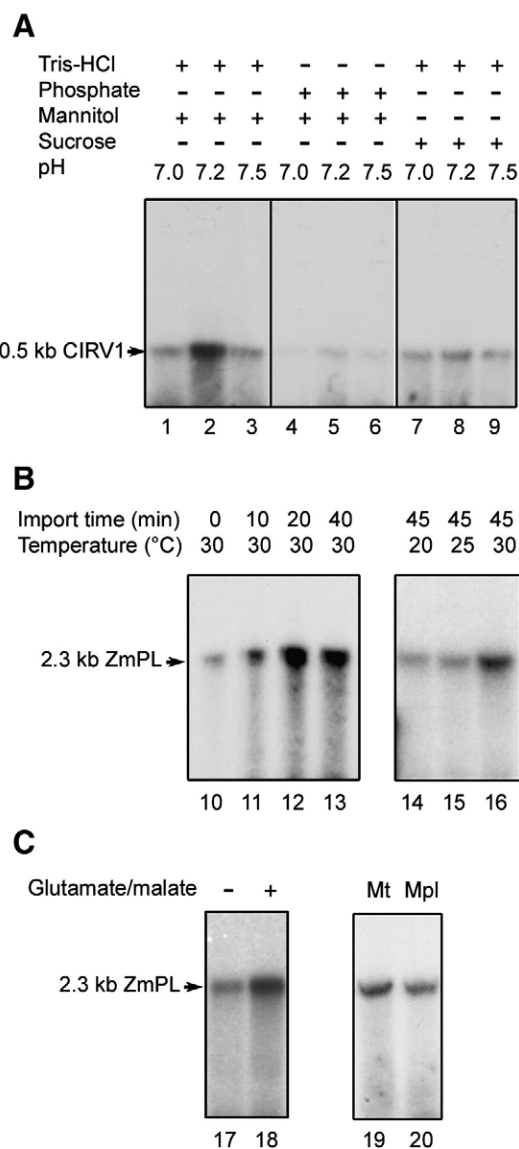 A
Tris-HCl + + + - - - + + +
Phosphate - - - + + + - - -
Mannitol + + + + + + - - -
Sucrose - - - - - - + + +
pH 7.0 7.2 7.5 7.0 7.2 7.5 7.0 7.2 7.5
0.5 kb CIRV1
1 2 3 4 5 6 7 8 9
B
Import time (min) 0 10 20 40 45 45 45
Temperature (°C) 30 30 30 30 20 25 30
2.3 kb ZmPL
10 11 12 13 14 15 16
C
Glutamate/malate - + Mt Mpl
2.3 kb ZmPL
17 18 19 20